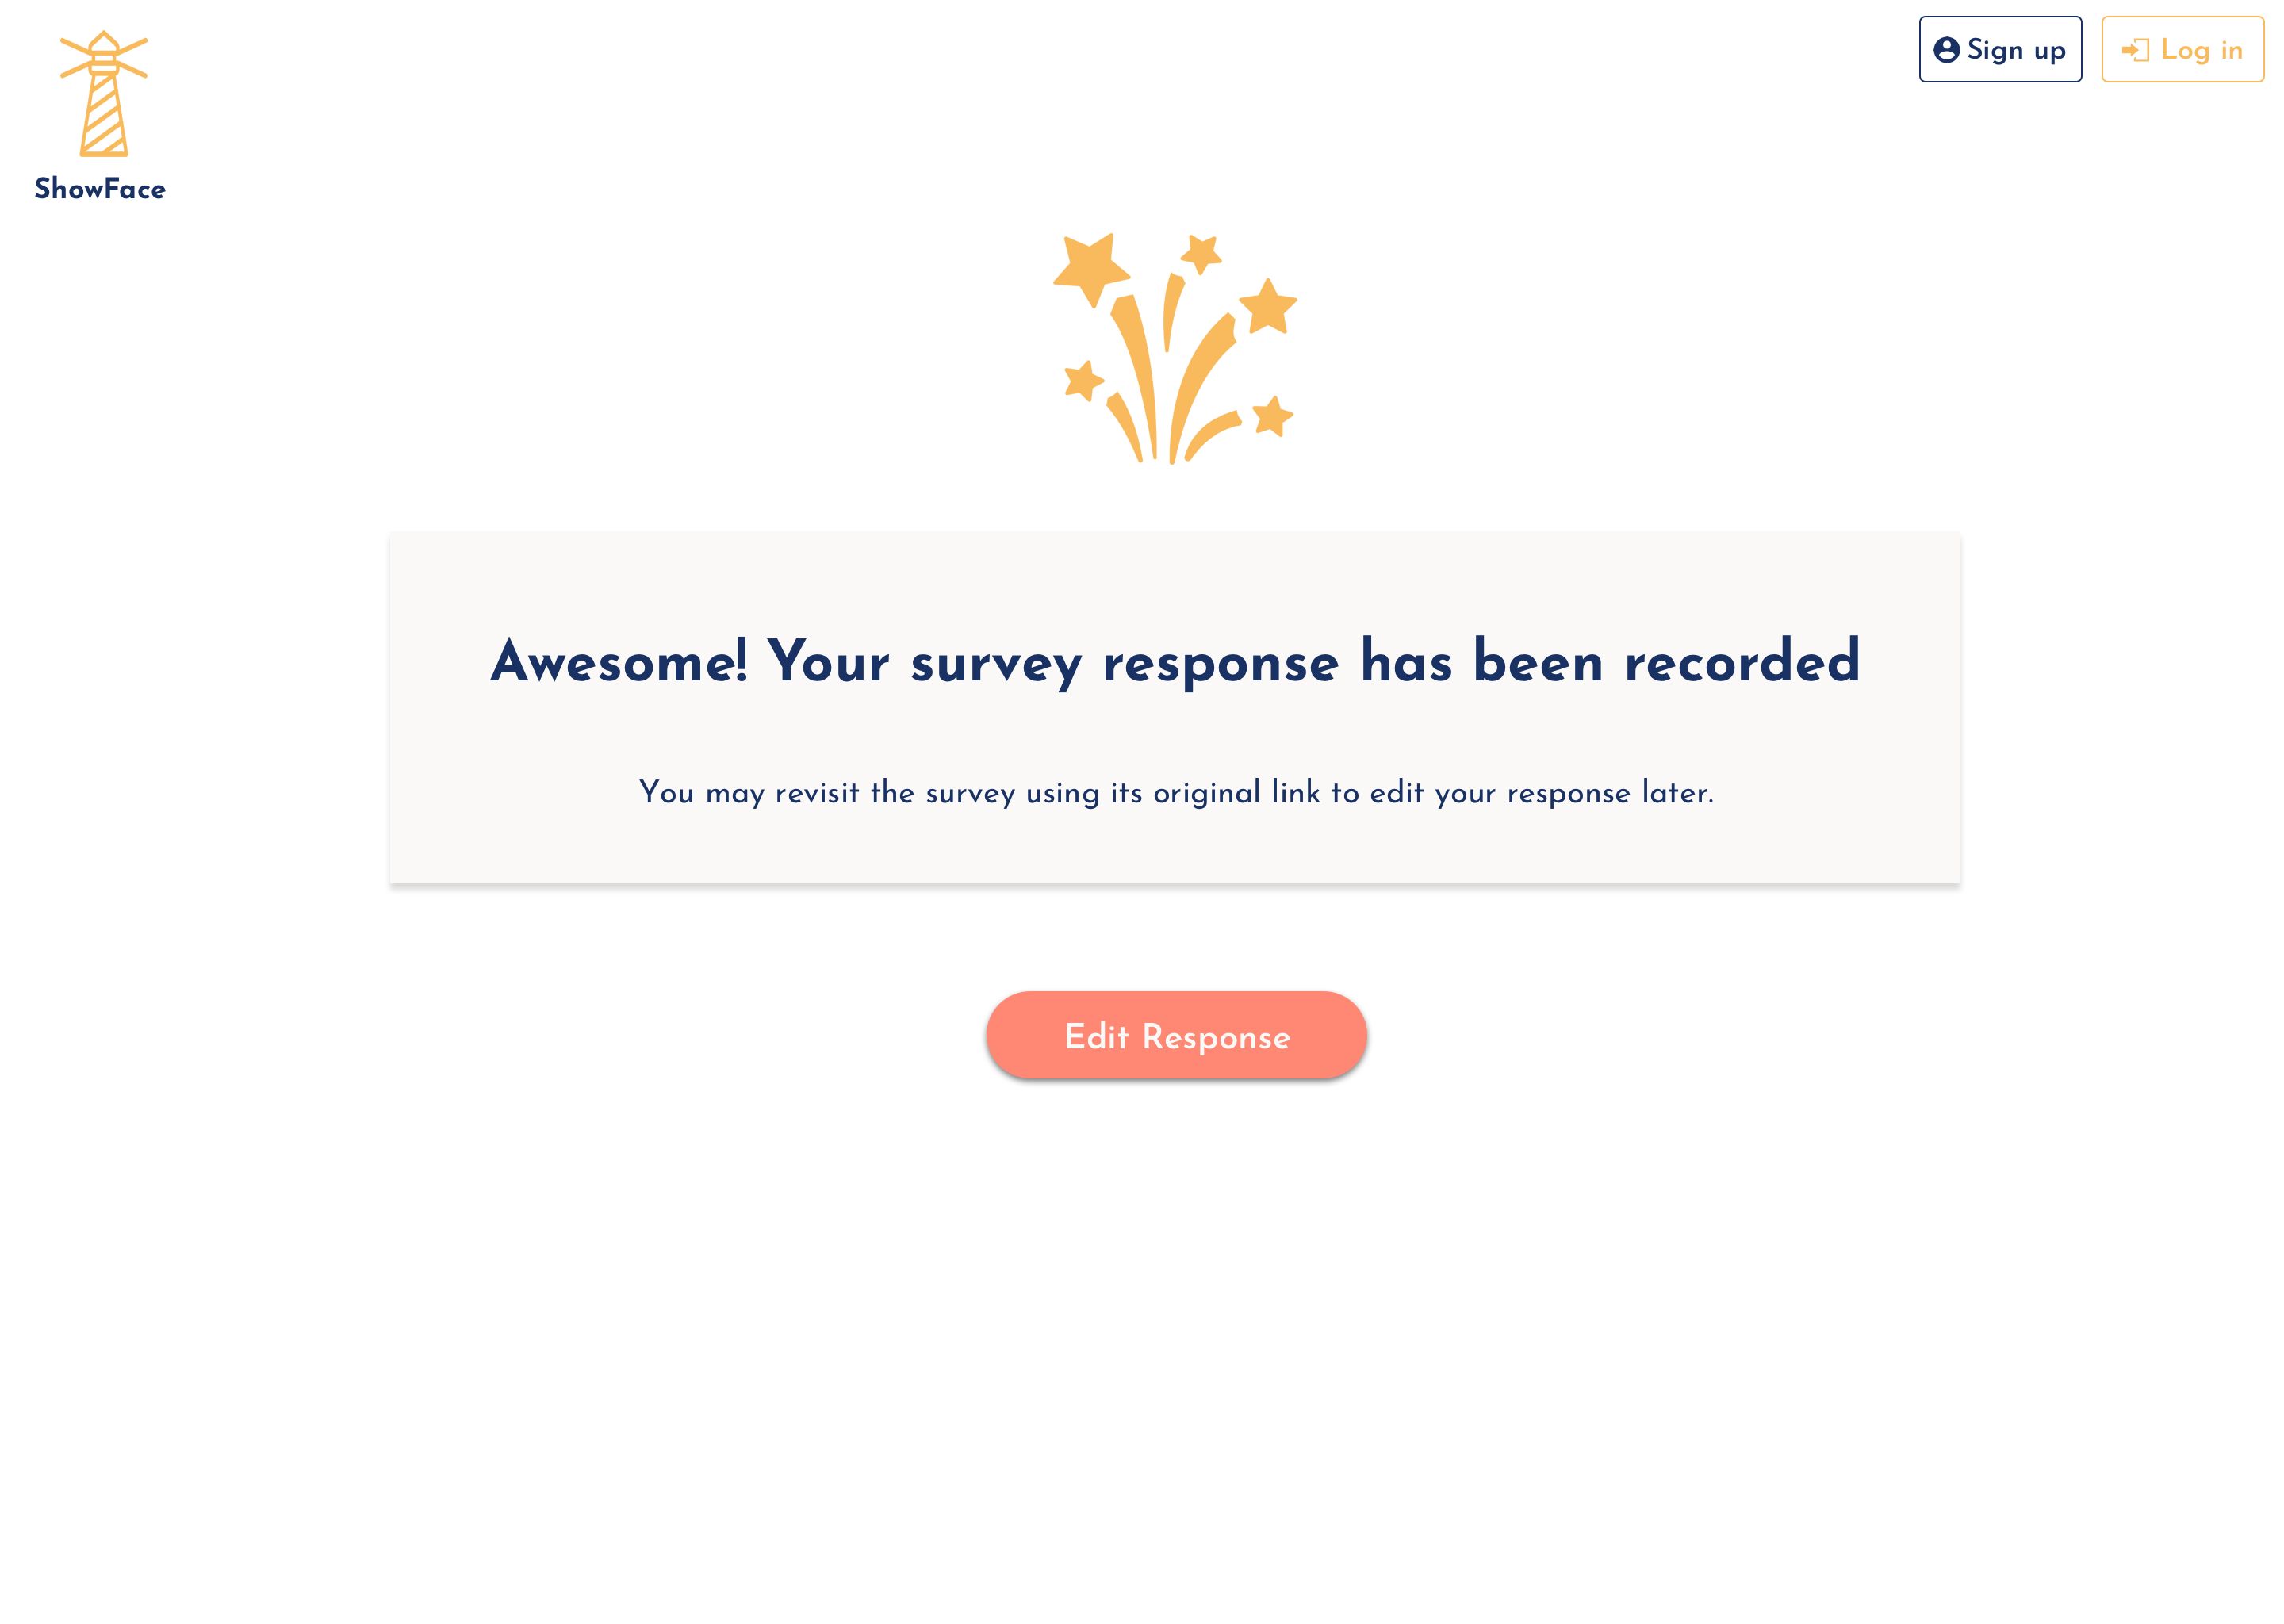 Sign up
Log in
ShowFace
Awesome! Your survey response has been recorded
You may revisit the survey using its original link to edit your response later.
Edit Response